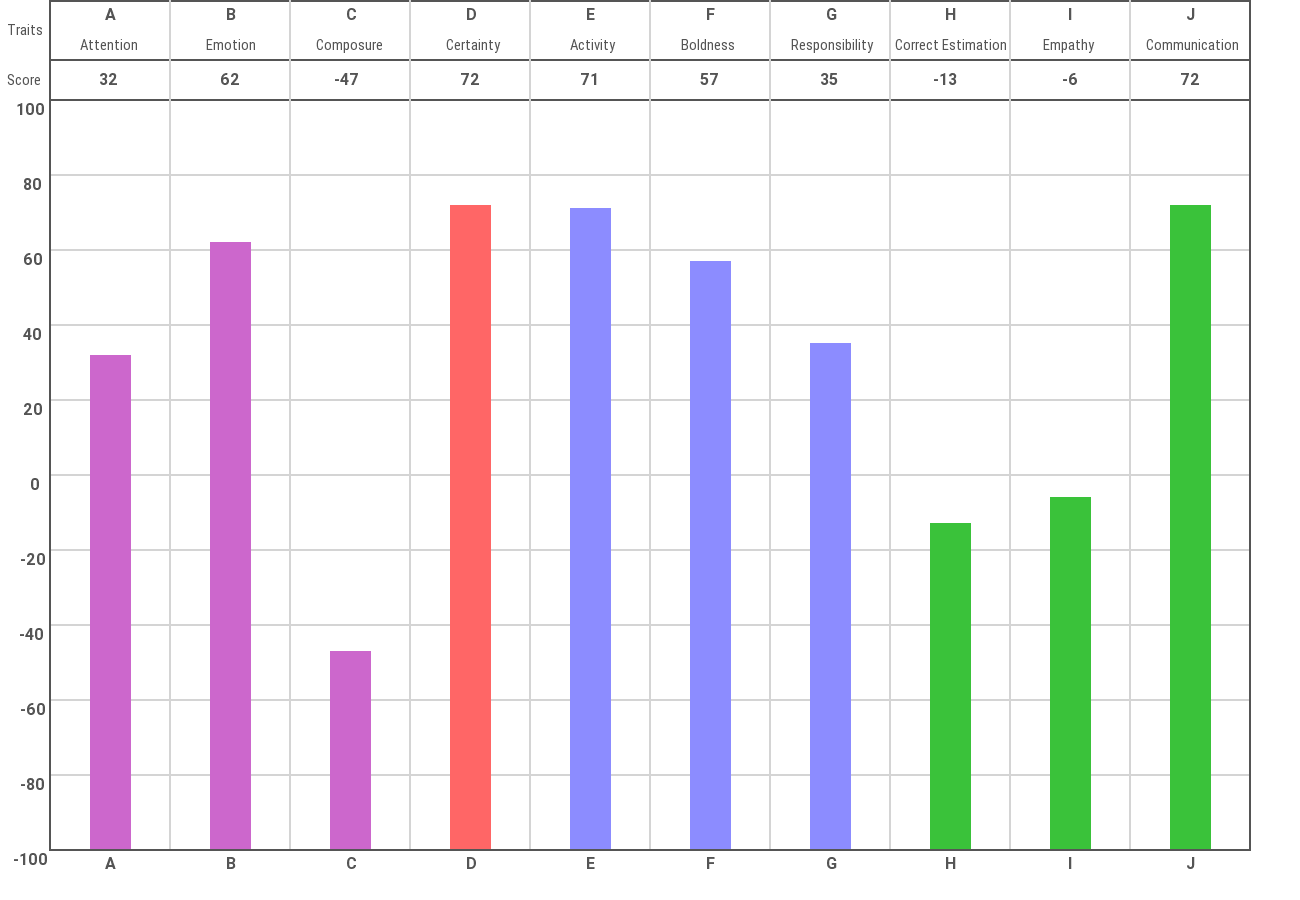 A B C D E F G H I J
Traits
Attention Emotion Composure Certainty Activity Boldness Responsibility Correct Estimation Empathy Communication
Score 32 62 -47 72 71 57 35 -13 -6 72
100
80
60
40
20
0
-20
-40
-60
-80
-100
A B C D E F G H I J